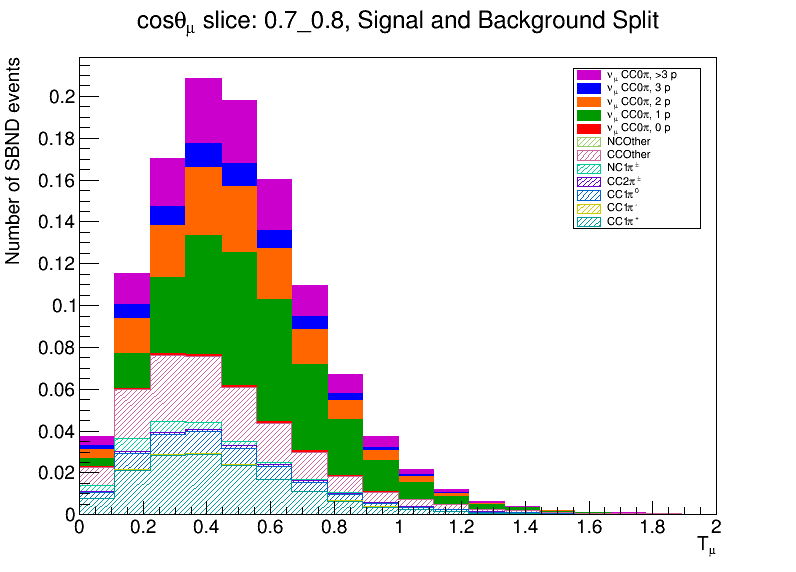 cosθμ slice: 0.7_0.8, Signal and Background Split
Number of SBND events
0.2
0.18
0.16
0.14
0.12
0.1
0.08
0.06
0.04
0.02
0
νμ CC0π, >3 p
νμ CC0π, 3 p
νμ CC0π, 2 p
νμ CC0π, 1 p
νμ CC0π, 0 p
NCOther
CCOther
NC1π±
CC2π±
CC1π0
CC1π-
CC1π+
0 0.2 0.4 0.6 0.8 1 1.2 1.4 1.6 1.8 2
Tμ